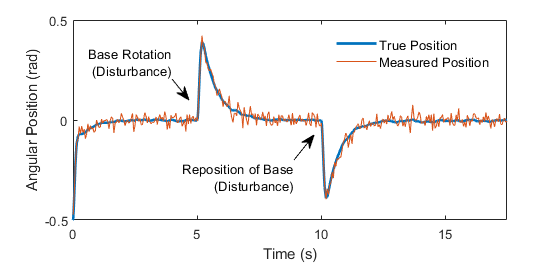 0.5
Base Rotation
(Disturbance)
True Position
Measured Position
Angular Position (rad)
0
Reposition of Base
(Disturbance)
-0.5
0
5
10
15
Time (s)